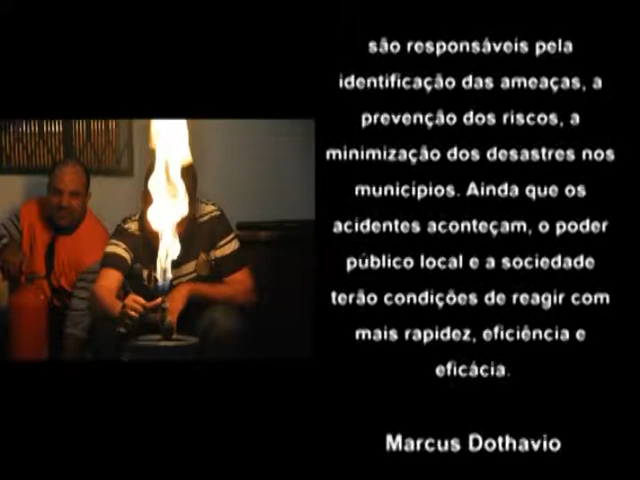 são responsáveis pela
identificação das ameaças, a
prevenção dos riscos, a
minimização dos desastres nos
municípios. Ainda que os
acidentes aconteçam, o poder
público local e a sociedade
terão condições de reagir com
mais rapidez, eficiência e
eficácia.
Marcus Dothavio